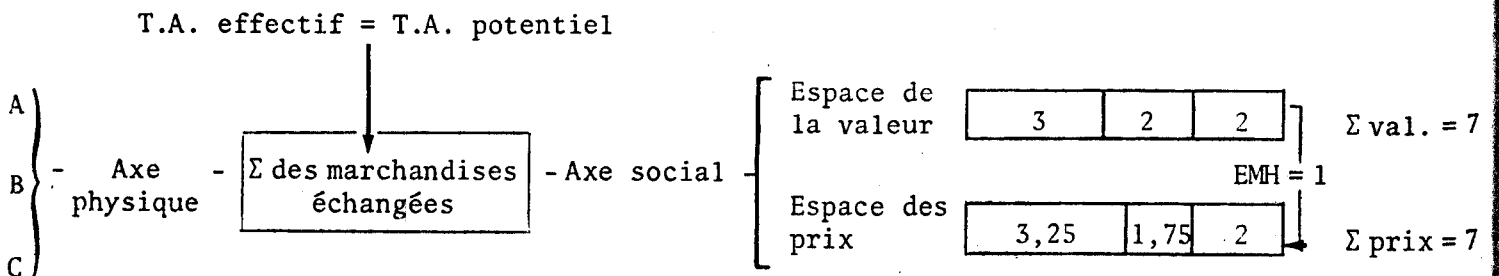 T.A. effectif = T.A. potentiel
A
B
C
- Axe physique -
Σ des marchandises
échangées
- Axe social -
Espace de
la valeur
3 2 2
Σ val. = 7
EMH = 1
Espace des
prix
3,25 1,75 2
Σ prix = 7